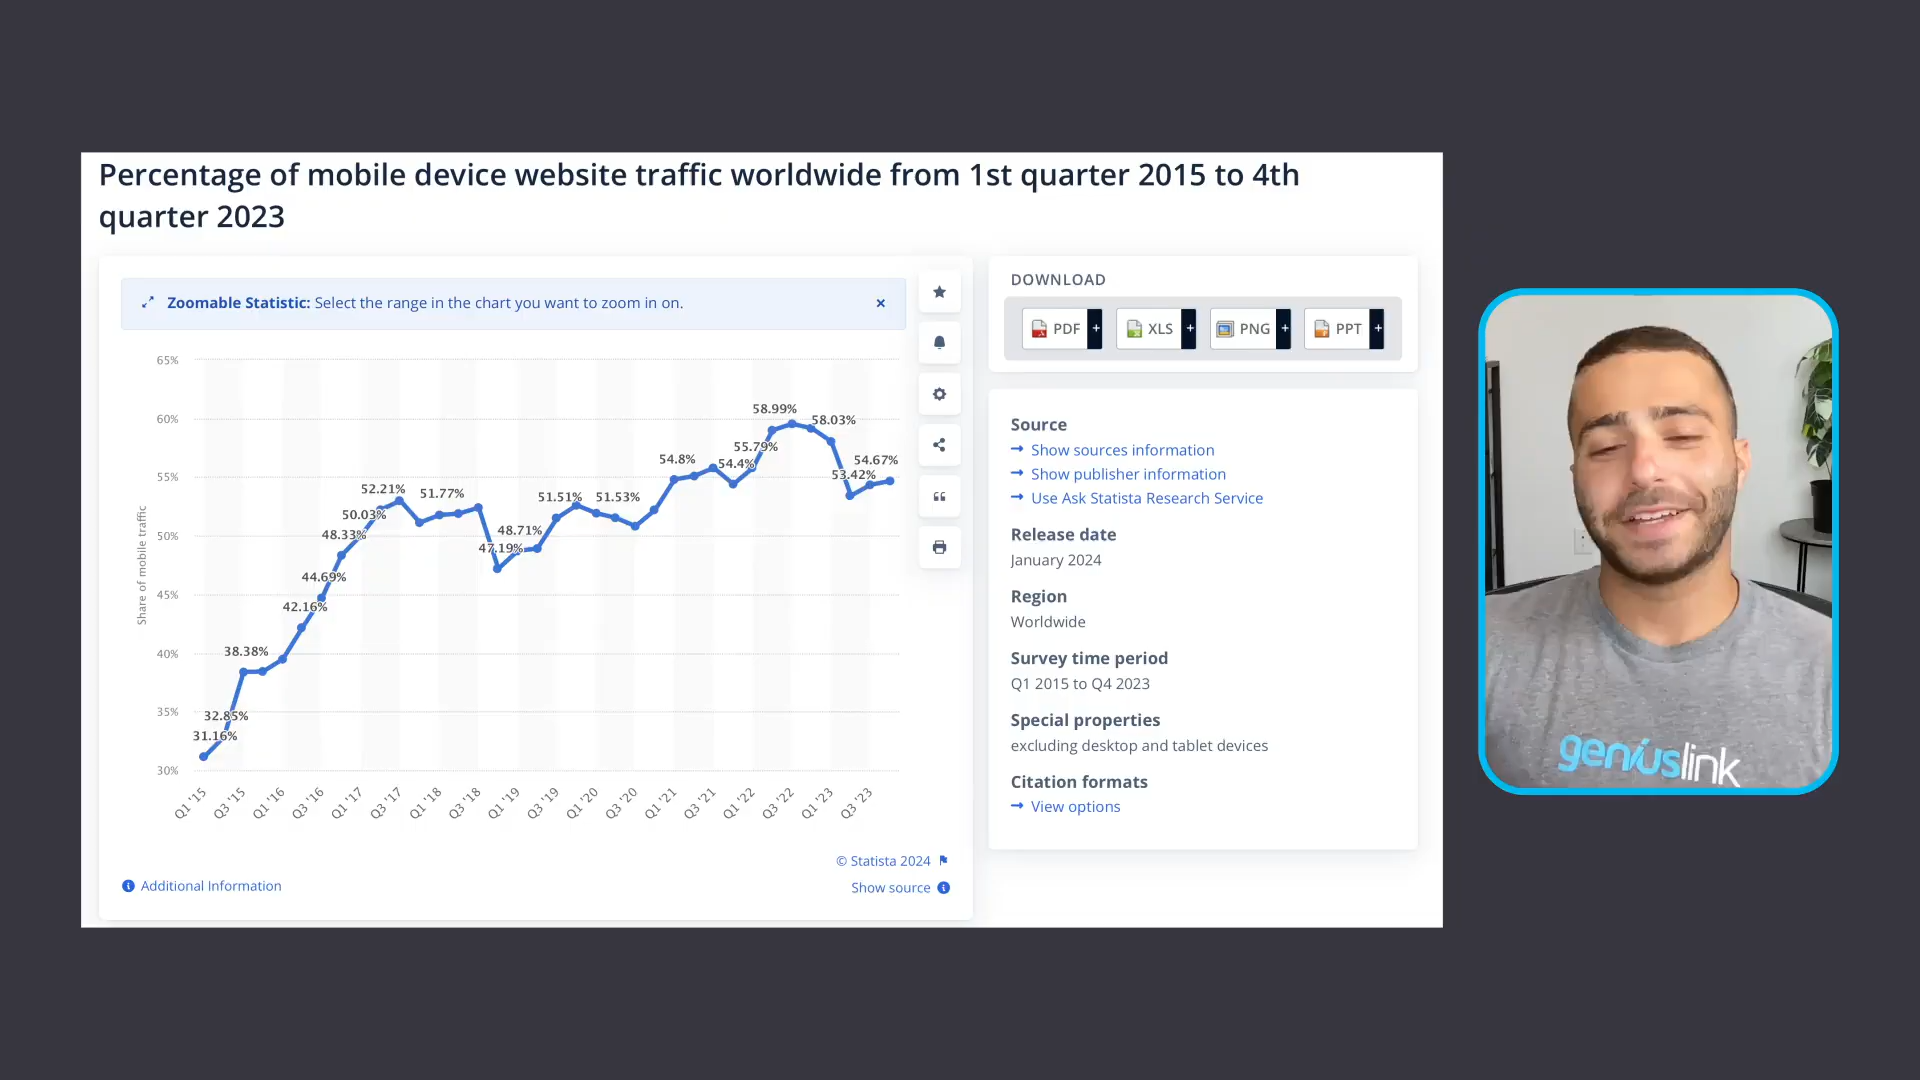 Percentage of mobile device website traffic worldwide from 1st quarter 2015 to 4th
quarter 2023
Zoomable Statistic: Select the range in the chart you want to zoom in on.
×
65%
60%
55%
50%
45%
40%
35%
30%
Share of mobile traffic
31.16%
32.85%
38.38%
42.16%
44.69%
48.33%
50.03%
52.21%
51.77%
47.19%
48.71%
51.51%
51.53%
54.8%
54.4%
55.79%
58.99%
58.03%
53.42%
54.67%
Q1 '15
Q3 '15
Q1 '16
Q3 '16
Q1 '17
Q3 '17
Q1 '18
Q3 '18
Q1 '19
Q3 '19
Q1 '20
Q3 '20
Q1 '21
Q3 '21
Q1 '22
Q3 '22
Q1 '23
Q3 '23
© Statista 2024
Additional Information
Show source
DOWNLOAD
PDF + XLS + PNG + PPT +
Source
Show sources information
Show publisher information
Use Ask Statista Research Service
Release date
January 2024
Region
Worldwide
Survey time period
Q1 2015 to Q4 2023
Special properties
excluding desktop and tablet devices
Citation formats
View options
geniuslink